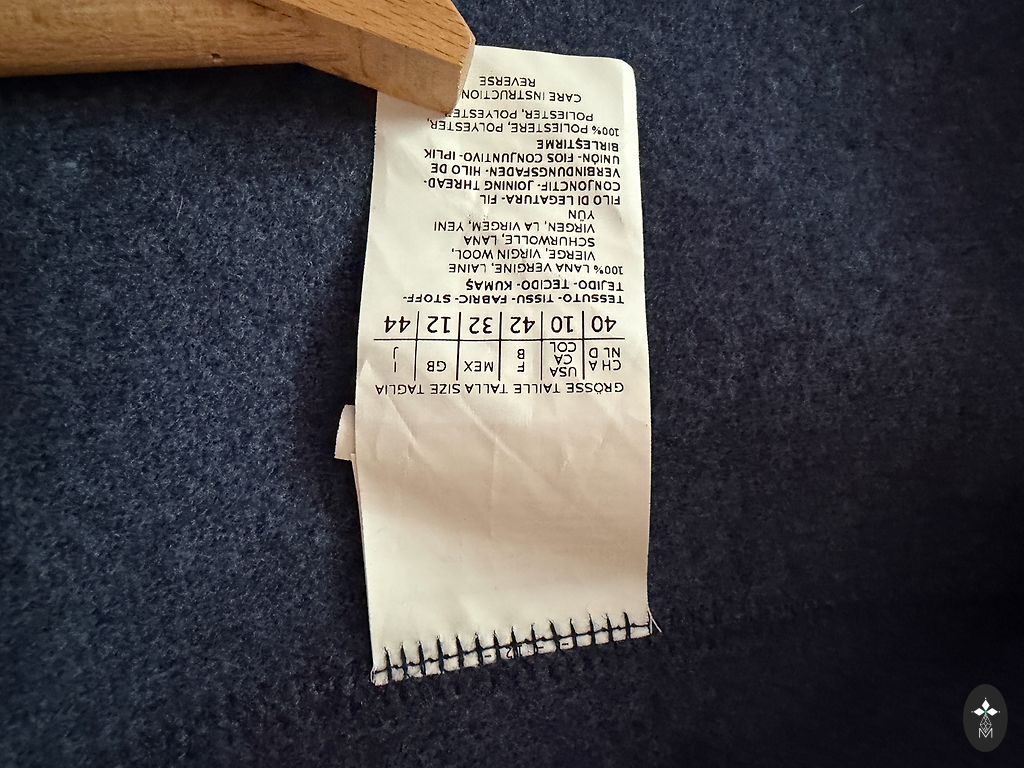 GRÖSSE TAILLE TALLA SIZE TAGLIA
CH A USA F MEX GB I
NL D CA B J
COL
40 10 42 32 12 44
TESSUTO- TISSU- FABRIC- STOFF-
TEJIDO- TECIDO- KUMAŞ
100% LANA VERGINE, LAINE
VIERGE, VIRGIN WOOL,
SCHURWOLLE, LANA
VIRGEN, LA VIRGEM, YENI
YÜN
FILO DI LEGATURA- FIL
CONJONCTIF- JOINING THREAD-
VERBINDUNGSFADEN- HILO DE
UNIÓN- FIOS CONJUNTIVO- IPLIK
BIRLEŞTIRME
100% POLIESTERE, POLYESTER,
POLIESTER, POLYESTER,
CARE INSTRUCTION
REVERSE
M